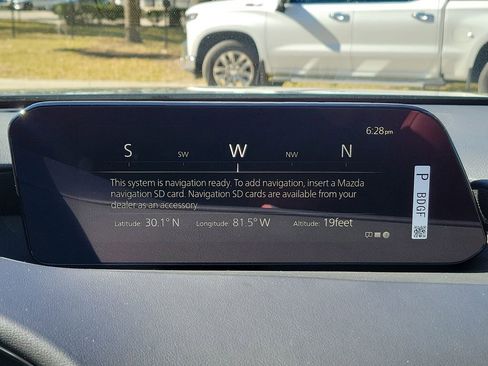 6:28pm
S SW W NW N
This system is navigation ready. To add navigation, insert a Mazda
navigation SD card. Navigation SD cards are available from your
dealer as an accessory.
Latitude: 30.1° N Longitude: 81.5° W Altitude: 19feet
P BDGF